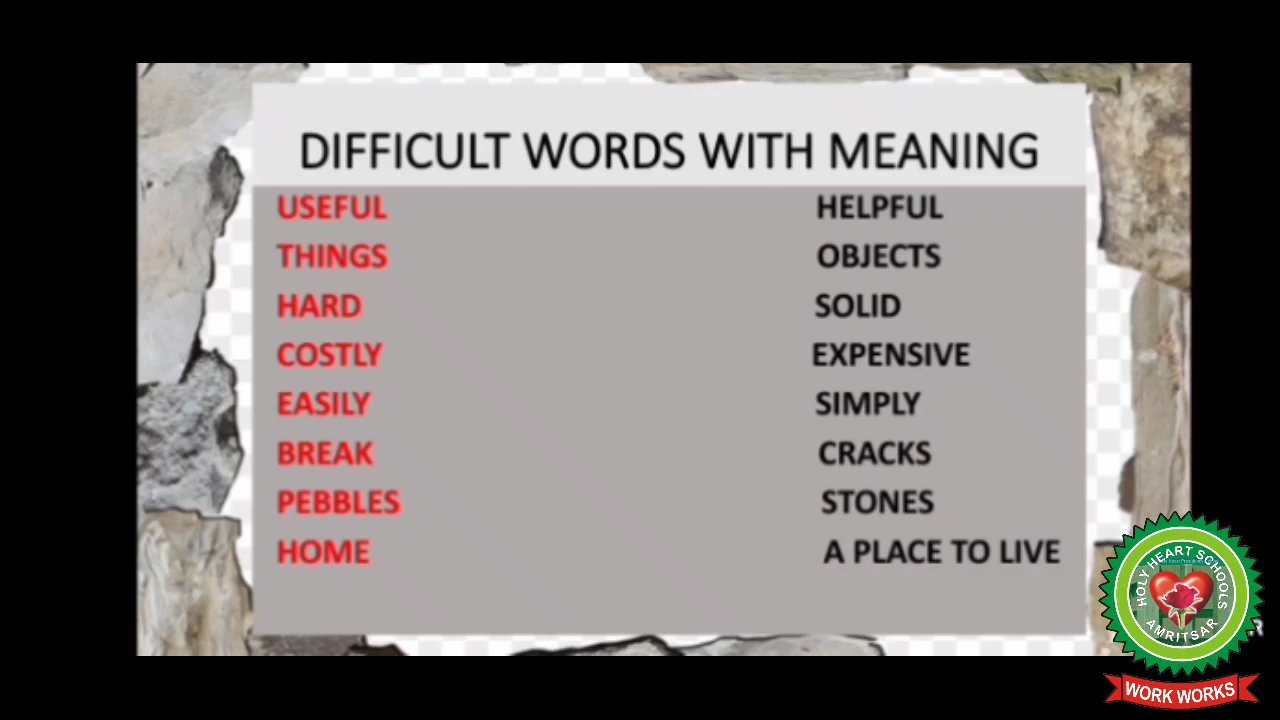 DIFFICULT WORDS WITH MEANING
USEFUL HELPFUL
THINGS OBJECTS
HARD SOLID
COSTLY EXPENSIVE
EASILY SIMPLY
BREAK CRACKS
PEBBLES STONES
HOME A PLACE TO LIVE
HOLY HEART SCHOOLS
AMRITSAR
WORK WORKS